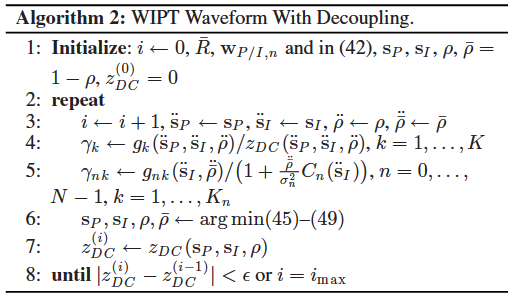 Algorithm 2: WIPT Waveform With Decoupling.
1: Initialize: i ← 0, R̄, w_{P/I,n} and in (42), s_P, s_I, ρ, ρ̄ =
1 − ρ, z_{DC}^{(0)} = 0
2: repeat
3: i ← i + 1, s̈_P ← s_P, s̈_I ← s_I, ρ̈ ← ρ, ρ̄̈ ← ρ̄
4: γ_k ← g_k(s̈_P, s̈_I, ρ̈)/z_{DC}(s̈_P, s̈_I, ρ̈), k = 1, . . . , K
5: γ_{nk} ← g_{nk}(s̈_I, ρ̄̈)/(1 + \frac{ρ̄̈}{σ_n^2} C_n(s̈_I)), n = 0, . . . ,
N − 1, k = 1, . . . , K_n
6: s_P, s_I, ρ, ρ̄ ← arg min(45)–(49)
7: z_{DC}^{(i)} ← z_{DC}(s_P, s_I, ρ)
8: until |z_{DC}^{(i)} − z_{DC}^{(i−1)}| < ϵ or i = i_{max}